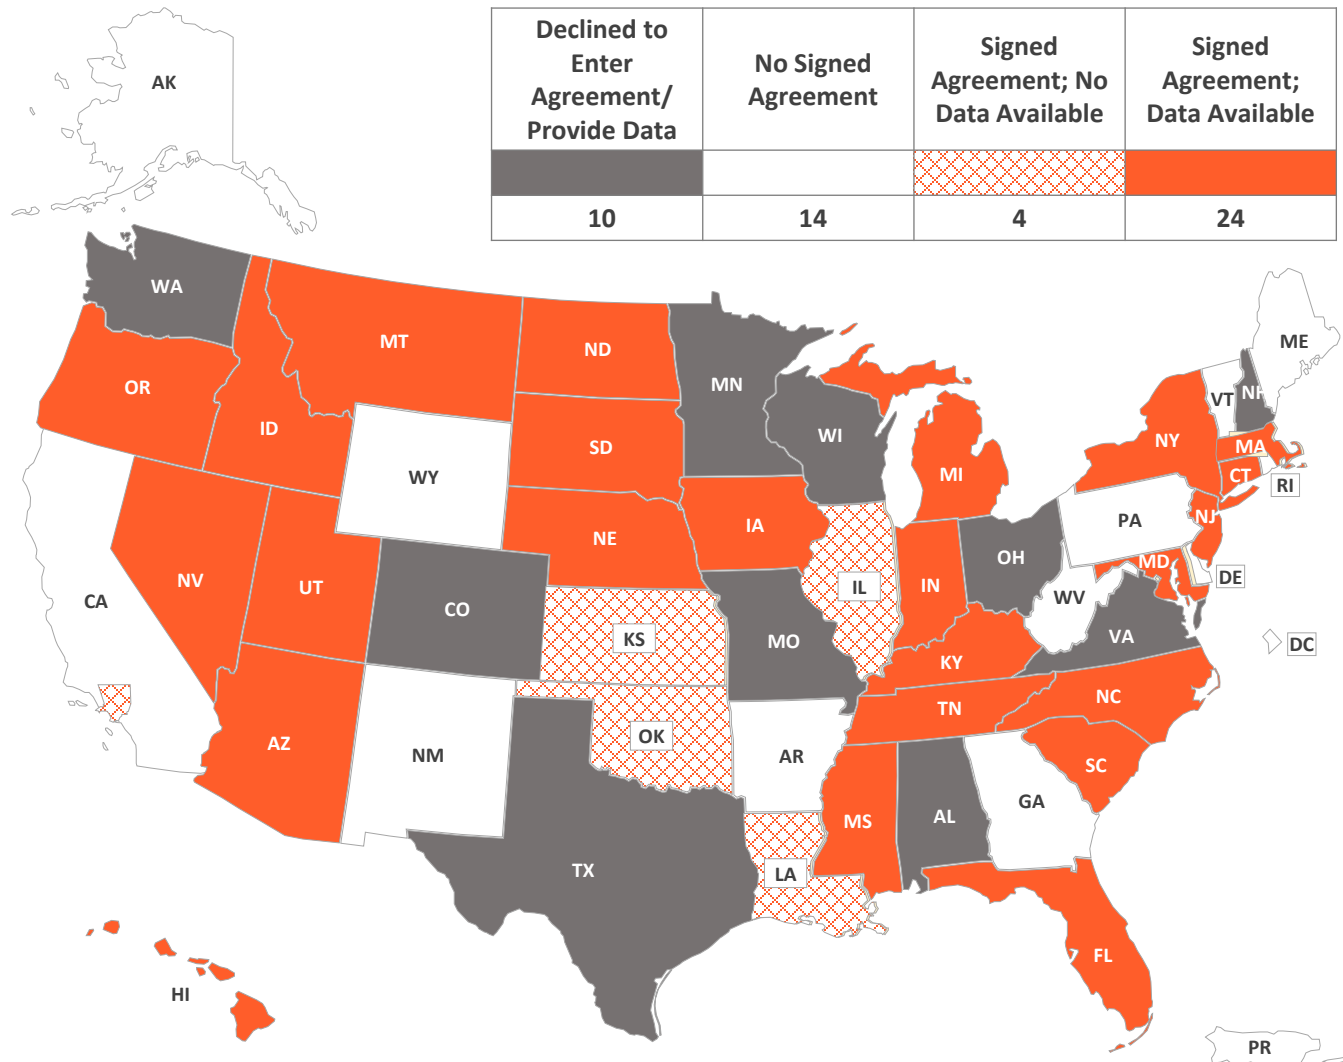 Declined to
Enter
Agreement/
Provide Data
No Signed
Agreement
Signed
Agreement; No
Data Available
Signed
Agreement;
Data Available
10
14
4
24
AK
WA
MT
ND
MN
ME
OR
ID
SD
WI
MI
NY
VT
NH
MA
CT
RI
WY
NE
IA
PA
NJ
NV
UT
CO
KS
MO
IL
IN
OH
WV
MD
DE
VA
DC
CA
KY
TN
NC
AZ
NM
OK
AR
SC
GA
MS
AL
TX
LA
FL
HI
PR